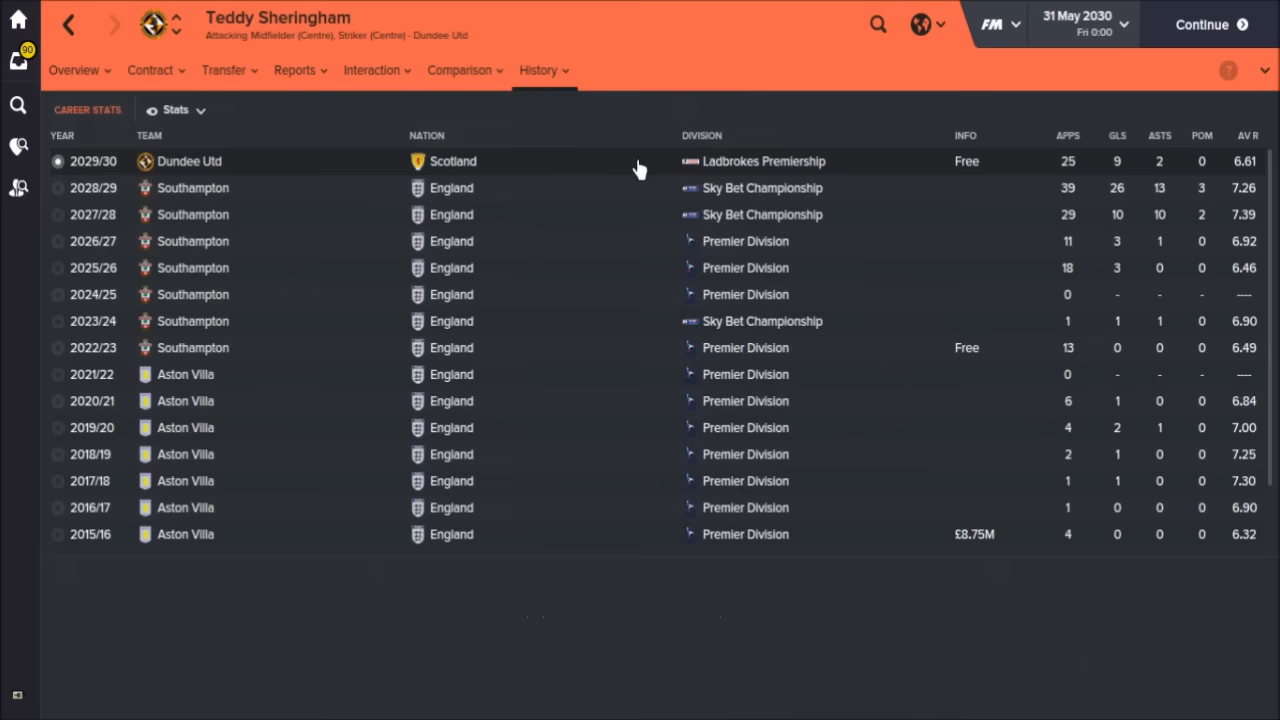 Teddy Sheringham
Attacking Midfielder (Centre), Striker (Centre) - Dundee Utd
FM
31 May 2030
Fri 0:00
Continue
90
Overview Contract Transfer Reports Interaction Comparison History ?
CAREER STATS Stats
YEAR TEAM NATION DIVISION INFO APPS GLS ASTS POM AV R
2029/30 Dundee Utd Scotland Ladbrokes Premiership Free 25 9 2 0 6.61
2028/29 Southampton England Sky Bet Championship 39 26 13 3 7.26
2027/28 Southampton England Sky Bet Championship 29 10 10 2 7.39
2026/27 Southampton England Premier Division 11 3 1 0 6.92
2025/26 Southampton England Premier Division 18 3 0 0 6.46
2024/25 Southampton England Premier Division 0 - - - ----
2023/24 Southampton England Sky Bet Championship 1 1 1 0 6.90
2022/23 Southampton England Premier Division Free 13 0 0 0 6.49
2021/22 Aston Villa England Premier Division 0 - - - ----
2020/21 Aston Villa England Premier Division 6 1 0 0 6.84
2019/20 Aston Villa England Premier Division 4 2 1 0 7.00
2018/19 Aston Villa England Premier Division 2 1 0 0 7.25
2017/18 Aston Villa England Premier Division 1 1 0 0 7.30
2016/17 Aston Villa England Premier Division 1 0 0 0 6.90
2015/16 Aston Villa England Premier Division £8.75M 4 0 0 0 6.32